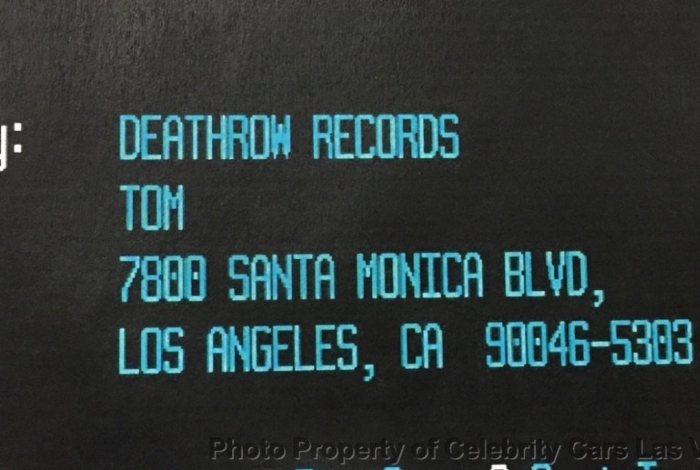 y:
DEATHROW RECORDS
TOM
7800 SANTA MONICA BLVD,
LOS ANGELES, CA 90046-5303
Photo Property of Celebrity Cars Las V